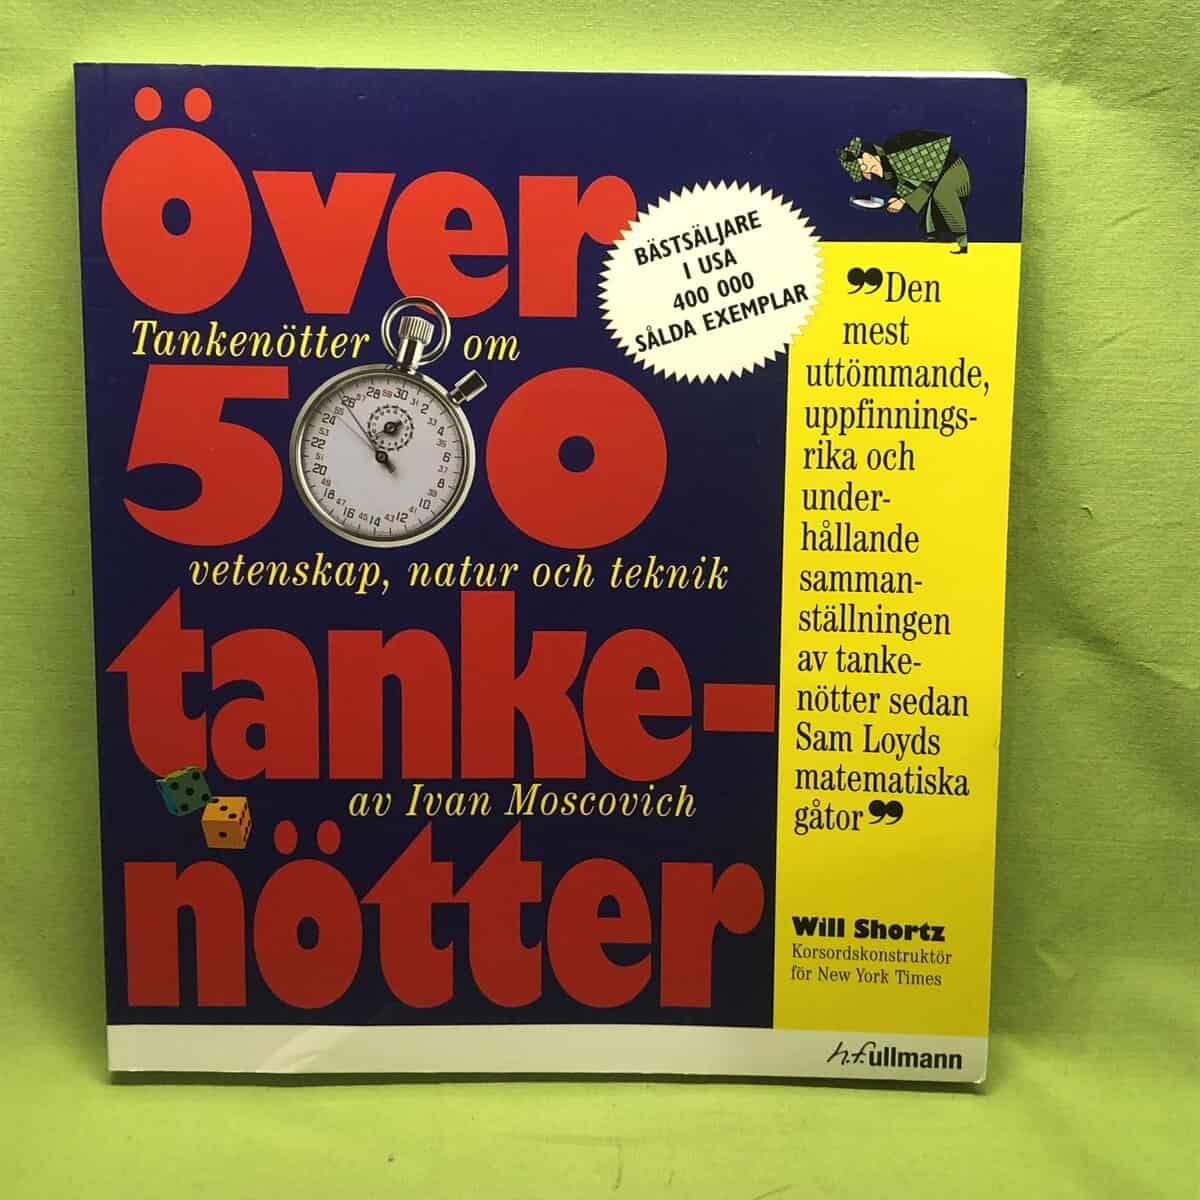 Över
Tankenötter om
500
vetenskap, natur och teknik
tanke-
av Ivan Moscovich
nötter
BÄSTSÄLJARE
I USA
400 000
SÅLDA EXEMPLAR
”Den
mest
uttömmande,
uppfinnings-
rika och
under-
hållande
samman-
ställningen
av tanke-
nötter sedan
Sam Loyds
matematiska
gåtor”
Will Shortz
Korsordskonstruktör
för New York Times
h.f.ullmann